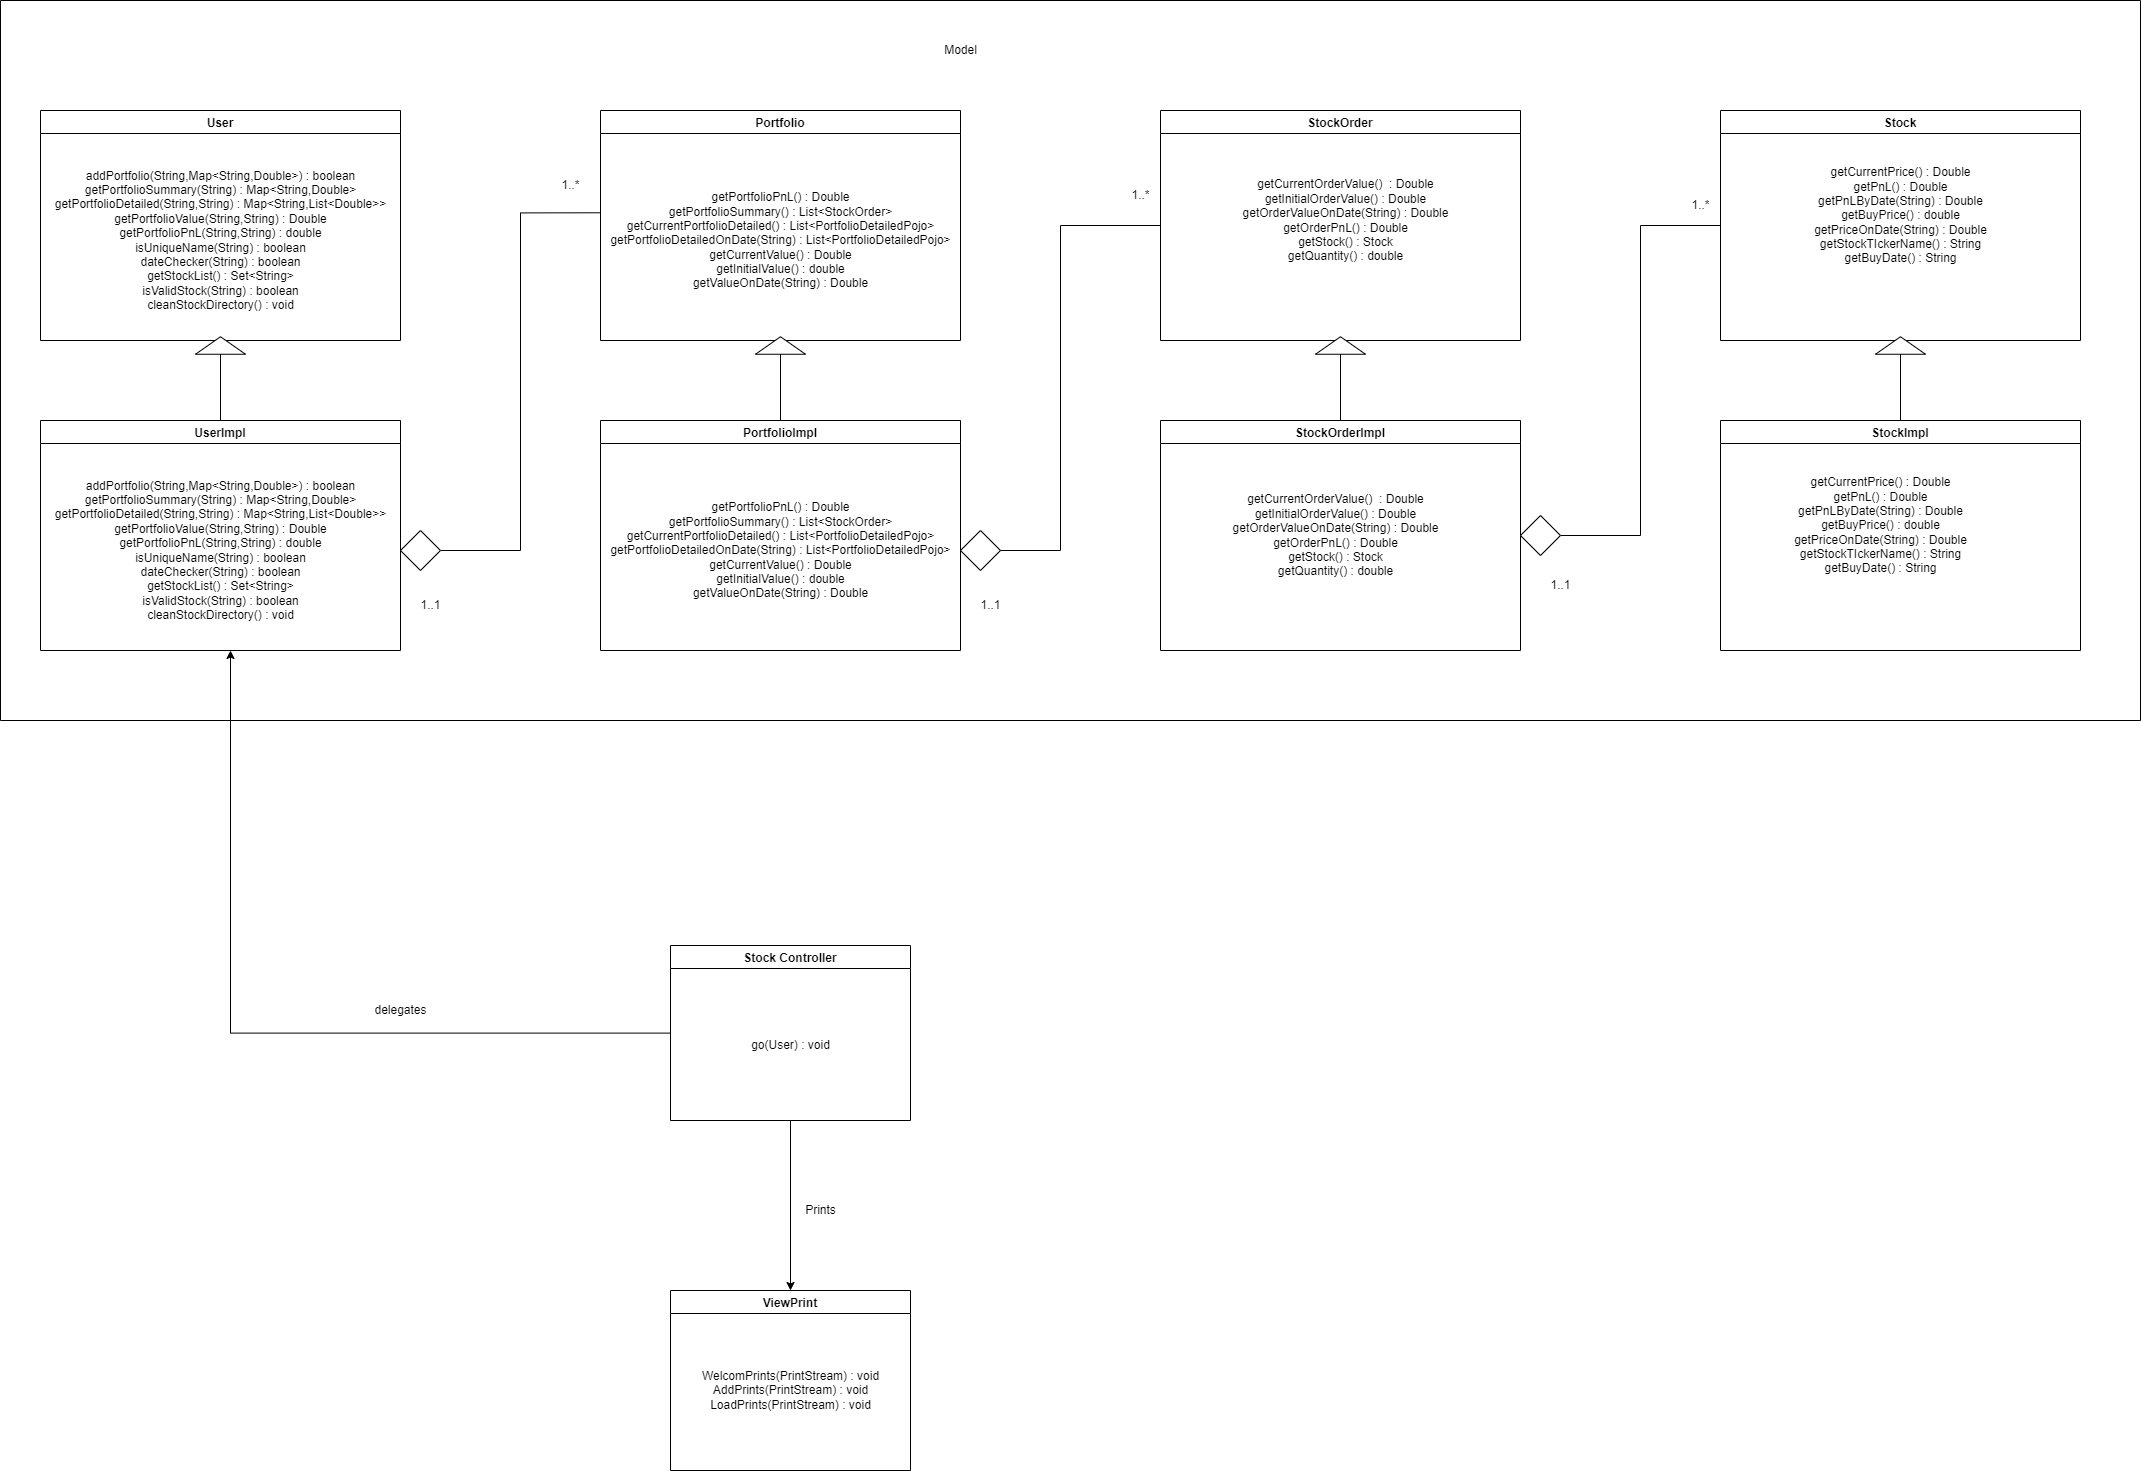 Model
User
addPortfolio(String,Map<String,Double>) : boolean
getPortfolioSummary(String) : Map<String,Double>
getPortfolioDetailed(String,String) : Map<String,List<Double>>
getPortfolioValue(String,String) : Double
getPortfolioPnL(String,String) : double
isUniqueName(String) : boolean
dateChecker(String) : boolean
getStockList() : Set<String>
isValidStock(String) : boolean
cleanStockDirectory() : void
1..*
Portfolio
getPortfolioPnL() : Double
getPortfolioSummary() : List<StockOrder>
getCurrentPortfolioDetailed() : List<PortfolioDetailedPojo>
getPortfolioDetailedOnDate(String) : List<PortfolioDetailedPojo>
getCurrentValue() : Double
getInitialValue() : double
getValueOnDate(String) : Double
1..*
StockOrder
getCurrentOrderValue()  : Double
getInitialOrderValue() : Double
getOrderValueOnDate(String) : Double
getOrderPnL() : Double
getStock() : Stock
getQuantity() : double
1..*
Stock
getCurrentPrice() : Double
getPnL() : Double
getPnLByDate(String) : Double
getBuyPrice() : double
getPriceOnDate(String) : Double
getStockTIckerName() : String
getBuyDate() : String
UserImpl
addPortfolio(String,Map<String,Double>) : boolean
getPortfolioSummary(String) : Map<String,Double>
getPortfolioDetailed(String,String) : Map<String,List<Double>>
getPortfolioValue(String,String) : Double
getPortfolioPnL(String,String) : double
isUniqueName(String) : boolean
dateChecker(String) : boolean
getStockList() : Set<String>
isValidStock(String) : boolean
cleanStockDirectory() : void
1..1
PortfolioImpl
getPortfolioPnL() : Double
getPortfolioSummary() : List<StockOrder>
getCurrentPortfolioDetailed() : List<PortfolioDetailedPojo>
getPortfolioDetailedOnDate(String) : List<PortfolioDetailedPojo>
getCurrentValue() : Double
getInitialValue() : double
getValueOnDate(String) : Double
1..1
StockOrderImpl
getCurrentOrderValue()  : Double
getInitialOrderValue() : Double
getOrderValueOnDate(String) : Double
getOrderPnL() : Double
getStock() : Stock
getQuantity() : double
1..1
StockImpl
getCurrentPrice() : Double
getPnL() : Double
getPnLByDate(String) : Double
getBuyPrice() : double
getPriceOnDate(String) : Double
getStockTIckerName() : String
getBuyDate() : String
delegates
Stock Controller
go(User) : void
Prints
ViewPrint
WelcomPrints(PrintStream) : void
AddPrints(PrintStream) : void
LoadPrints(PrintStream) : void